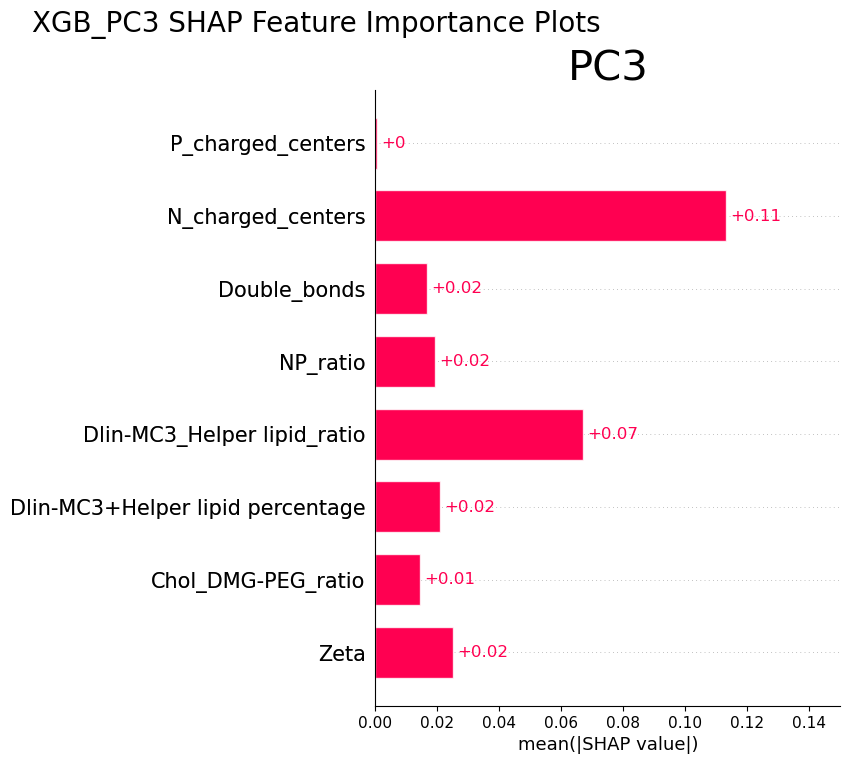 XGB_PC3 SHAP Feature Importance Plots
PC3
P_charged_centers
+0
N_charged_centers
+0.11
Double_bonds
+0.02
NP_ratio
+0.02
Dlin-MC3_Helper lipid_ratio
+0.07
Dlin-MC3+Helper lipid percentage
+0.02
Chol_DMG-PEG_ratio
+0.01
Zeta
+0.02
0.00 0.02 0.04 0.06 0.08 0.10 0.12 0.14
mean(|SHAP value|)